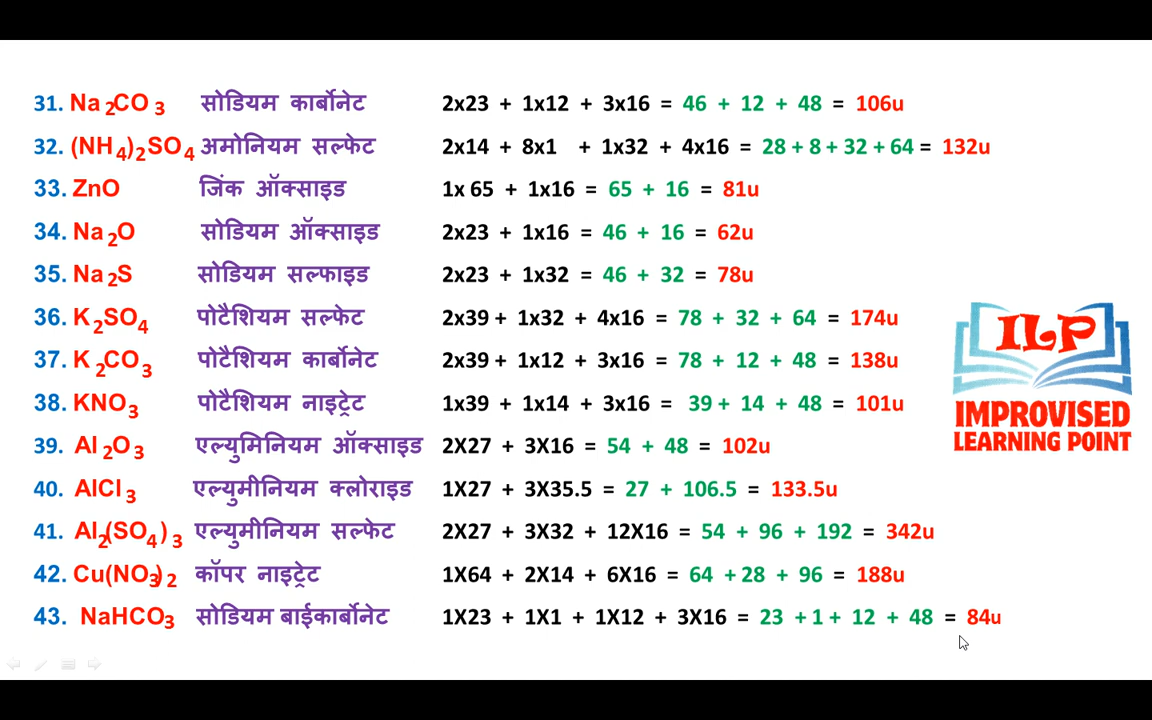 31. Na₂CO₃ सोडियम कार्बोनेट 2x23 + 1x12 + 3x16 = 46 + 12 + 48 = 106u
32. (NH₄)₂SO₄ अमोनियम सल्फेट 2x14 + 8x1 + 1x32 + 4x16 = 28 + 8 + 32 + 64 = 132u
33. ZnO जिंक ऑक्साइड 1x 65 + 1x16 = 65 + 16 = 81u
34. Na₂O सोडियम ऑक्साइड 2x23 + 1x16 = 46 + 16 = 62u
35. Na₂S सोडियम सल्फाइड 2x23 + 1x32 = 46 + 32 = 78u
36. K₂SO₄ पोटैशियम सल्फेट 2x39 + 1x32 + 4x16 = 78 + 32 + 64 = 174u
37. K₂CO₃ पोटैशियम कार्बोनेट 2x39 + 1x12 + 3x16 = 78 + 12 + 48 = 138u
38. KNO₃ पोटैशियम नाइट्रेट 1x39 + 1x14 + 3x16 = 39 + 14 + 48 = 101u
39. Al₂O₃ एल्युमिनियम ऑक्साइड 2X27 + 3X16 = 54 + 48 = 102u
40. AlCl₃ एल्युमीनियम क्लोराइड 1X27 + 3X35.5 = 27 + 106.5 = 133.5u
41. Al₂(SO₄)₃ एल्युमीनियम सल्फेट 2X27 + 3X32 + 12X16 = 54 + 96 + 192 = 342u
42. Cu(NO₃)₂ कॉपर नाइट्रेट 1X64 + 2X14 + 6X16 = 64 + 28 + 96 = 188u
43. NaHCO₃ सोडियम बाईकार्बोनेट 1X23 + 1X1 + 1X12 + 3X16 = 23 + 1 + 12 + 48 = 84u
ILP
IMPROVISED
LEARNING POINT